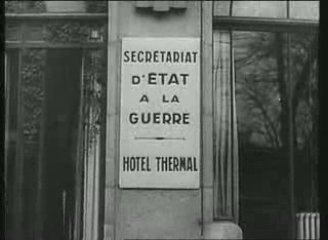 SECRETARIAT
D'ETAT
A LA
GUERRE
HOTEL THERMAL